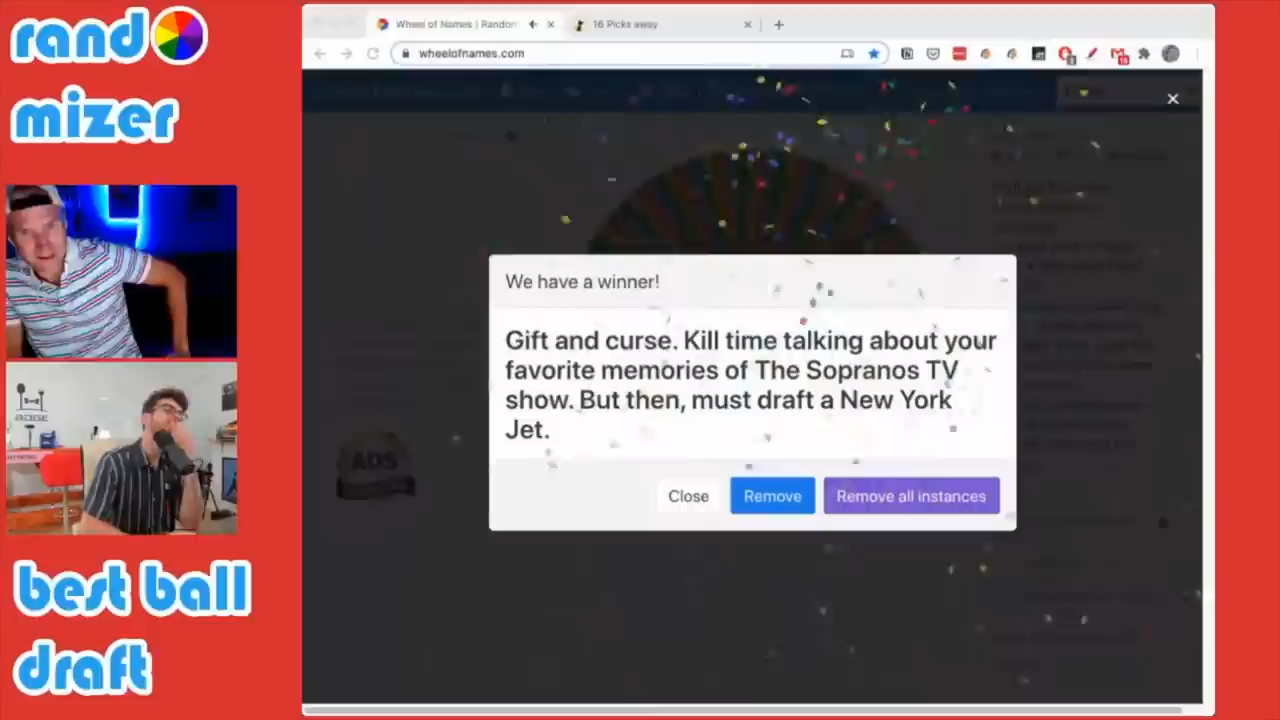 rand
mizer
best ball
draft
Wheel of Names | Random
16 Picks away
wheelofnames.com
We have a winner!
Gift and curse. Kill time talking about your
favorite memories of The Sopranos TV
show. But then, must draft a New York
Jet.
Close
Remove
Remove all instances
ADS